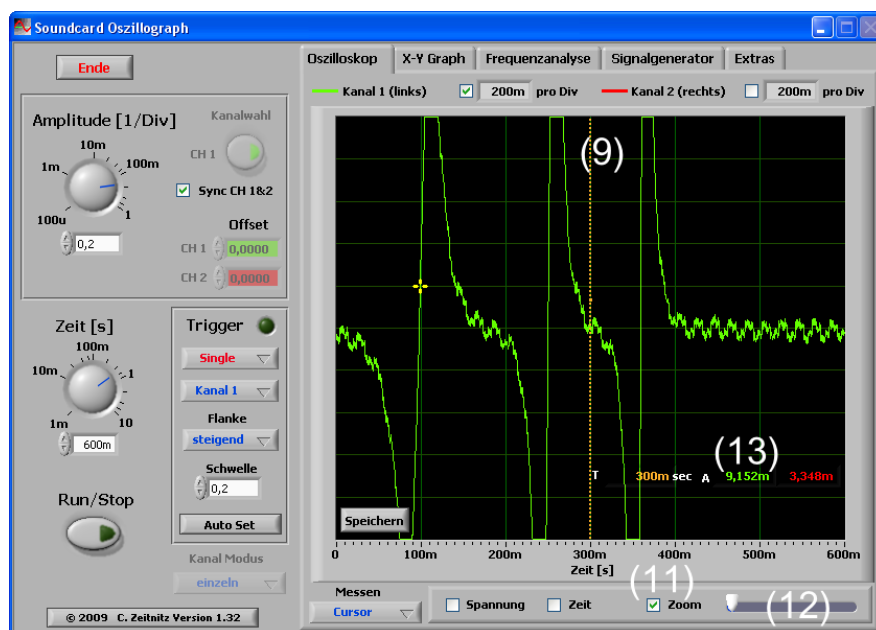 Soundcard Oszillograph
Ende
Amplitude [1/Div]
Kanalwahl
10m
1m
100m
100u
1
CH 1
Sync CH 1&2
Offset
0,2
CH 1 0,0000
CH 2 0,0000
Zeit [s]
100m
10m
.1
1m
10
600m
Run/Stop
Trigger
Single
Kanal 1
Flanke
steigend
Schwelle
0,2
Auto Set
Kanal Modus
einzeln
© 2009 C. Zeitnitz Version 1.32
Oszilloskop X-Y Graph Frequenzanalyse Signalgenerator Extras
Kanal 1 (links) 200m pro Div Kanal 2 (rechts) 200m pro Div
(9)
(13)
T 300m sec A 9,152m 3,348m
Speichern
0 100m 200m 300m 400m 500m 600m
Zeit [s]
(11)
Messen
Cursor
Spannung Zeit Zoom (12)